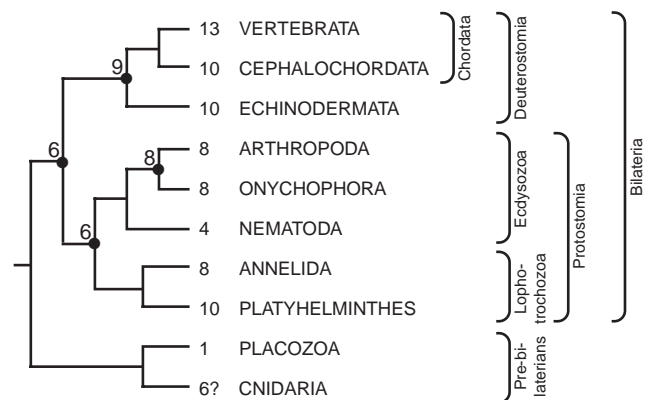 13 VERTEBRATA
10 CEPHALOCHORDATA
10 ECHINODERMATA
8 ARTHROPODA
8 ONYCHOPHORA
4 NEMATODA
8 ANNELIDA
10 PLATYHELMINTHES
1 PLACOZOA
6? CNIDARIA
9
6
8
6
Chordata
Deuterostomia
Ecdysozoa
Lopho-
trochozoa
Protostomia
Pre-bi-
laterians
Bilateria